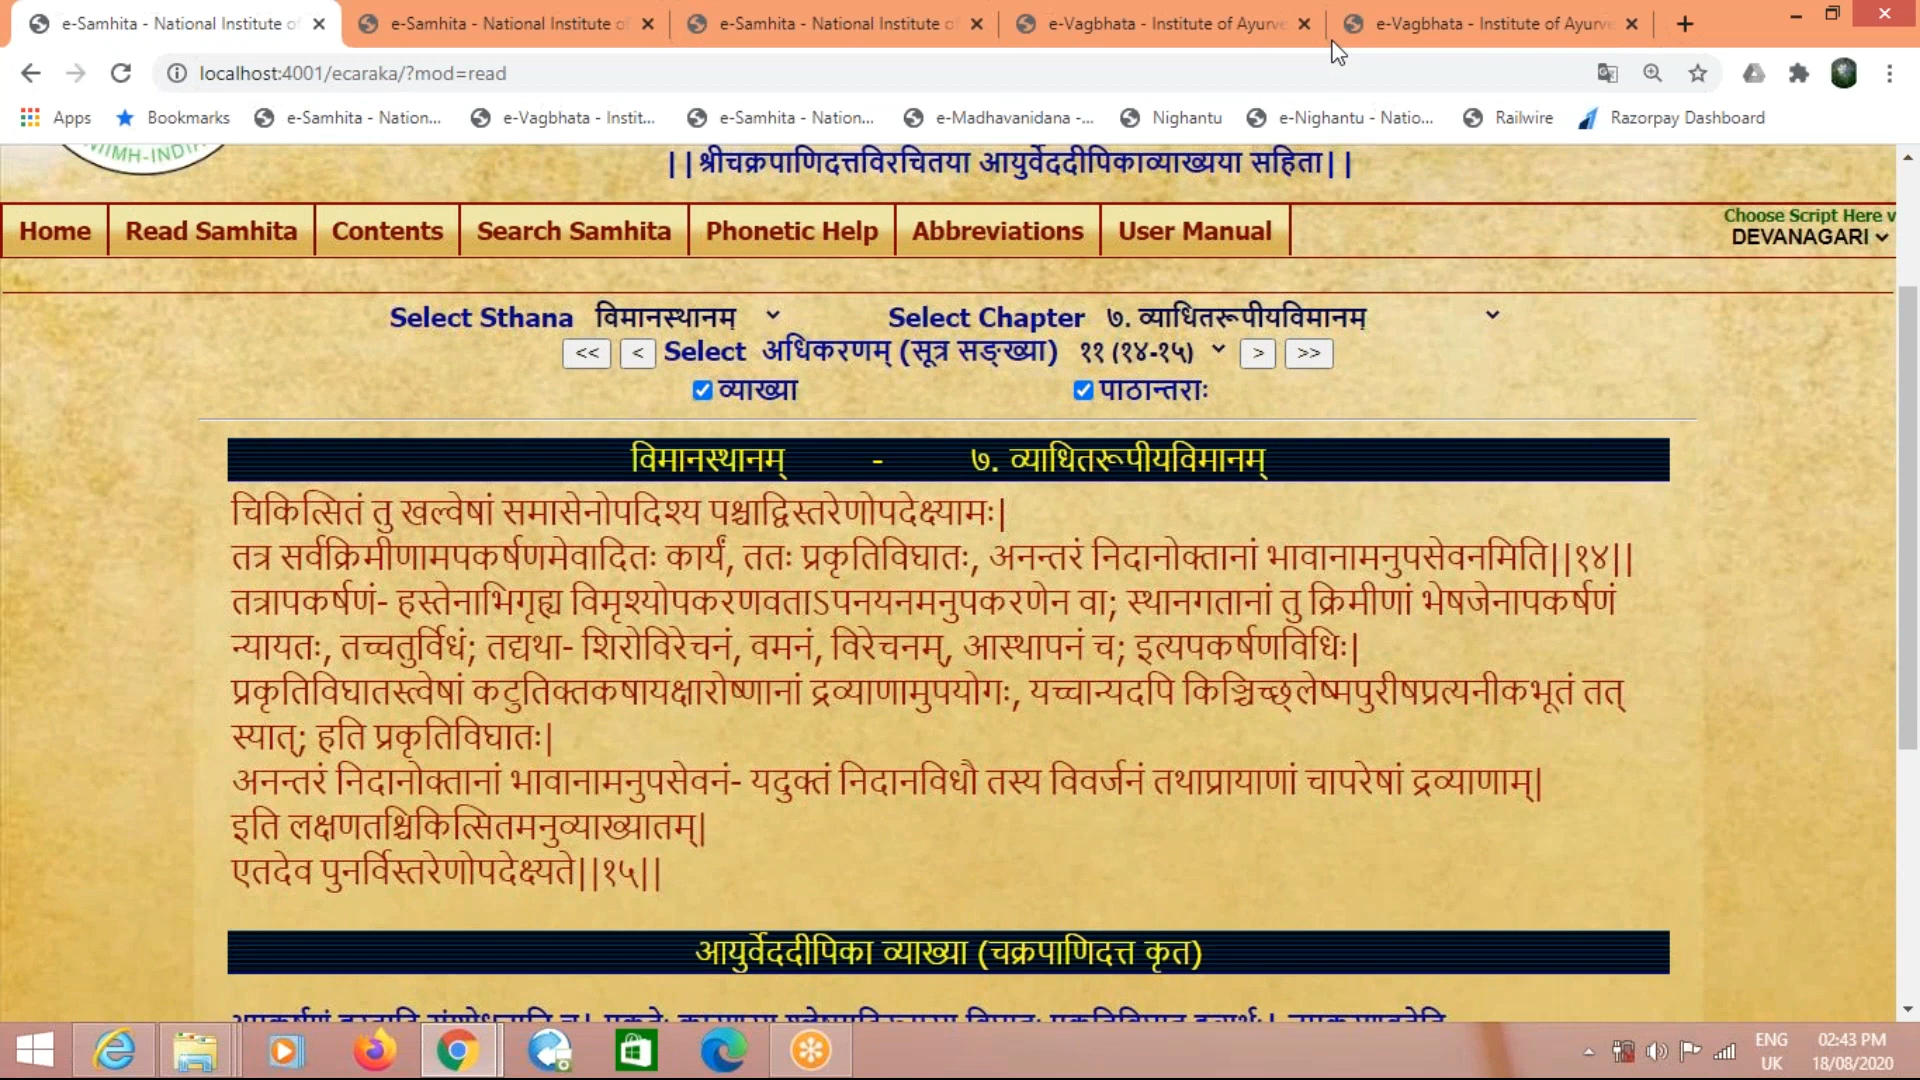 e-Samhita - National Institute of
e-Samhita - National Institute of
e-Samhita - National Institute of
e-Vagbhata - Institute of Ayurve
e-Vagbhata - Institute of Ayurve
localhost:4001/ecaraka/?mod=read
Apps Bookmarks e-Samhita - Nation... e-Vagbhata - Instit... e-Samhita - Nation... e-Madhavanidana -... Nighantu e-Nighantu - Natio... Railwire Razorpay Dashboard
NIIMH-INDIA
||श्रीचक्रपाणिदत्तविरचितया आयुर्वेददीपिकाव्याख्यया सहिता||
Home Read Samhita Contents Search Samhita Phonetic Help Abbreviations User Manual
Choose Script Here v
DEVANAGARI
Select Sthana विमानस्थानम् Select Chapter ७. व्याधितरूपीयविमानम्
<< < Select अधिकरणम् (सूत्र सङ्ख्या) ११ (१४-१५) > >>
व्याख्या पाठान्तराः
विमानस्थानम् - ७. व्याधितरूपीयविमानम्
चिकित्सितं तु खल्वेषां समासेनोपदिश्य पश्चाद्विस्तरेणोपदेक्ष्यामः|
तत्र सर्वक्रिमीणामपकर्षणमेवादितः कार्यं, ततः प्रकृतिविघातः, अनन्तरं निदानोक्तानां भावानामनुपसेवनमिति||१४||
तत्रापकर्षणं- हस्तेनाभिगृह्य विमृश्योपकरणवताऽपनयनमनुपकरणेन वा; स्थानगतानां तु क्रिमीणां भेषजेनापकर्षणं
न्यायतः, तच्चतुर्विधं; तद्यथा- शिरोविरेचनं, वमनं, विरेचनम्, आस्थापनं च; इत्यपकर्षणविधिः|
प्रकृतिविघातस्त्वेषां कटुतिक्तकषायक्षारोष्णानां द्रव्याणामुपयोगः, यच्चान्यदपि किञ्चिच्छ्लेष्मपुरीषप्रत्यनीकभूतं तत्
स्यात्; हति प्रकृतिविघातः|
अनन्तरं निदानोक्तानां भावानामनुपसेवनं- यदुक्तं निदानविधौ तस्य विवर्जनं तथाप्रायाणां चापरेषां द्रव्याणाम्|
इति लक्षणतश्चिकित्सितमनुव्याख्यातम्|
एतदेव पुनर्विस्तरेणोपदेक्ष्यते||१५||
आयुर्वेददीपिका व्याख्या (चक्रपाणिदत्त कृत)
ENG 02:43 PM
UK 18/08/2020